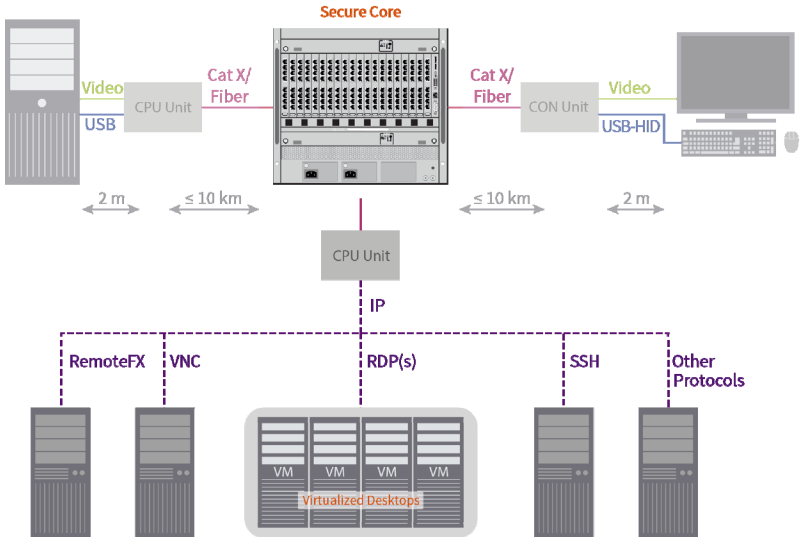 Secure Core
Video
USB
CPU Unit
Cat X/
Fiber
Cat X/
Fiber
CON Unit
Video
USB-HID
2 m
≤ 10 km
≤ 10 km
2 m
CPU Unit
IP
RemoteFX
VNC
RDP(s)
SSH
Other
Protocols
VM
VM
VM
VM
Virtualized Desktops